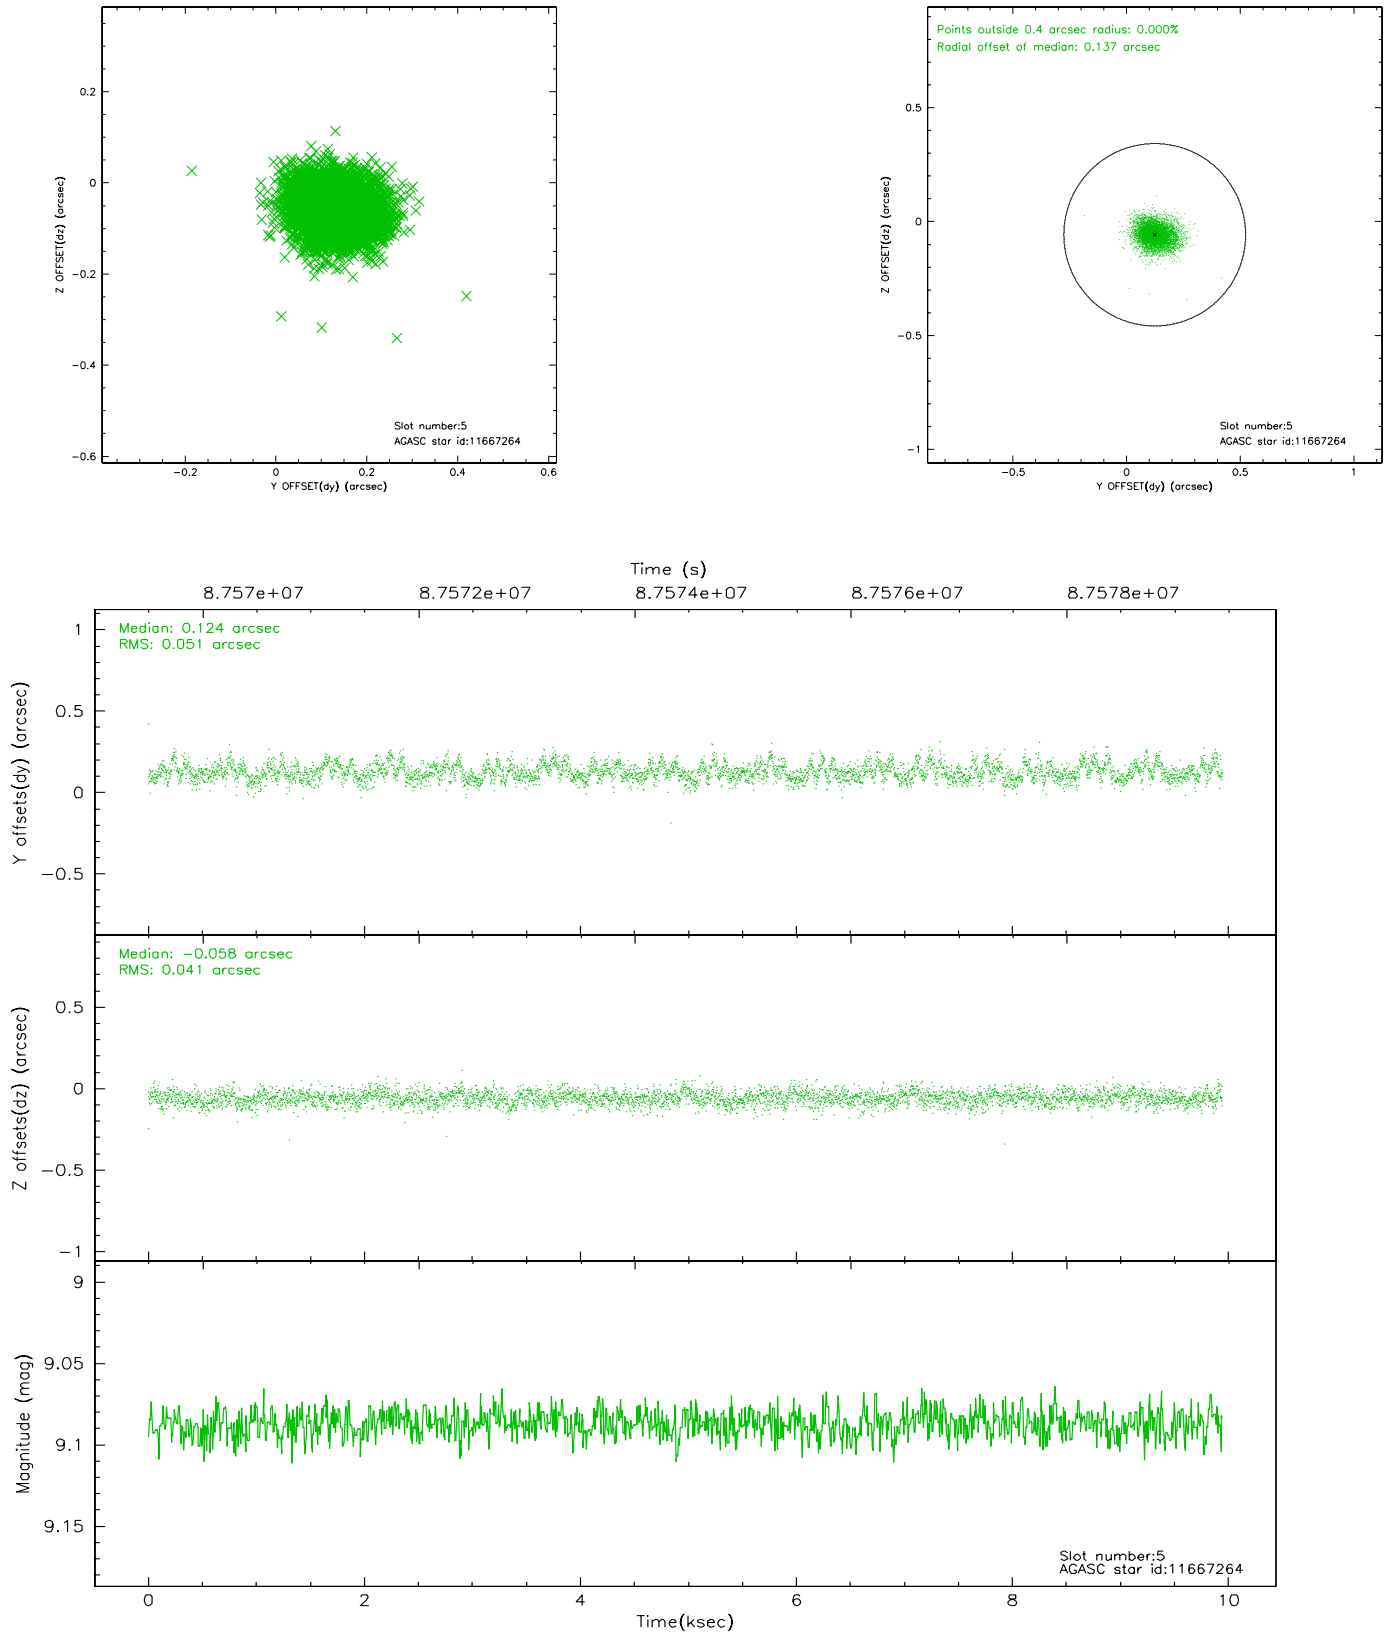 0.2
0
−0.2
−0.4
−0.6
Z OFFSET(dz) (arcsec)
Slot number:5
AGASC star id:11667264
−0.2 0 0.2 0.4 0.6
Y OFFSET(dy) (arcsec)
Points outside 0.4 arcsec radius: 0.000%
Radial offset of median: 0.137 arcsec
0.5
0
−0.5
−1
Z OFFSET(dz) (arcsec)
Slot number:5
AGASC star id:11667264
−0.5 0 0.5 1
Y OFFSET(dy) (arcsec)
Time (s)
8.757e+07 8.7572e+07 8.7574e+07 8.7576e+07 8.7578e+07
Median: 0.124 arcsec
RMS: 0.051 arcsec
1
0.5
0
−0.5
Y offsets(dy) (arcsec)
Median: −0.058 arcsec
RMS: 0.041 arcsec
0.5
0
−0.5
−1
Z offsets(dz) (arcsec)
9
9.05
9.1
9.15
Magnitude (mag)
Slot number:5
AGASC star id:11667264
0 2 4 6 8 10
Time(ksec)